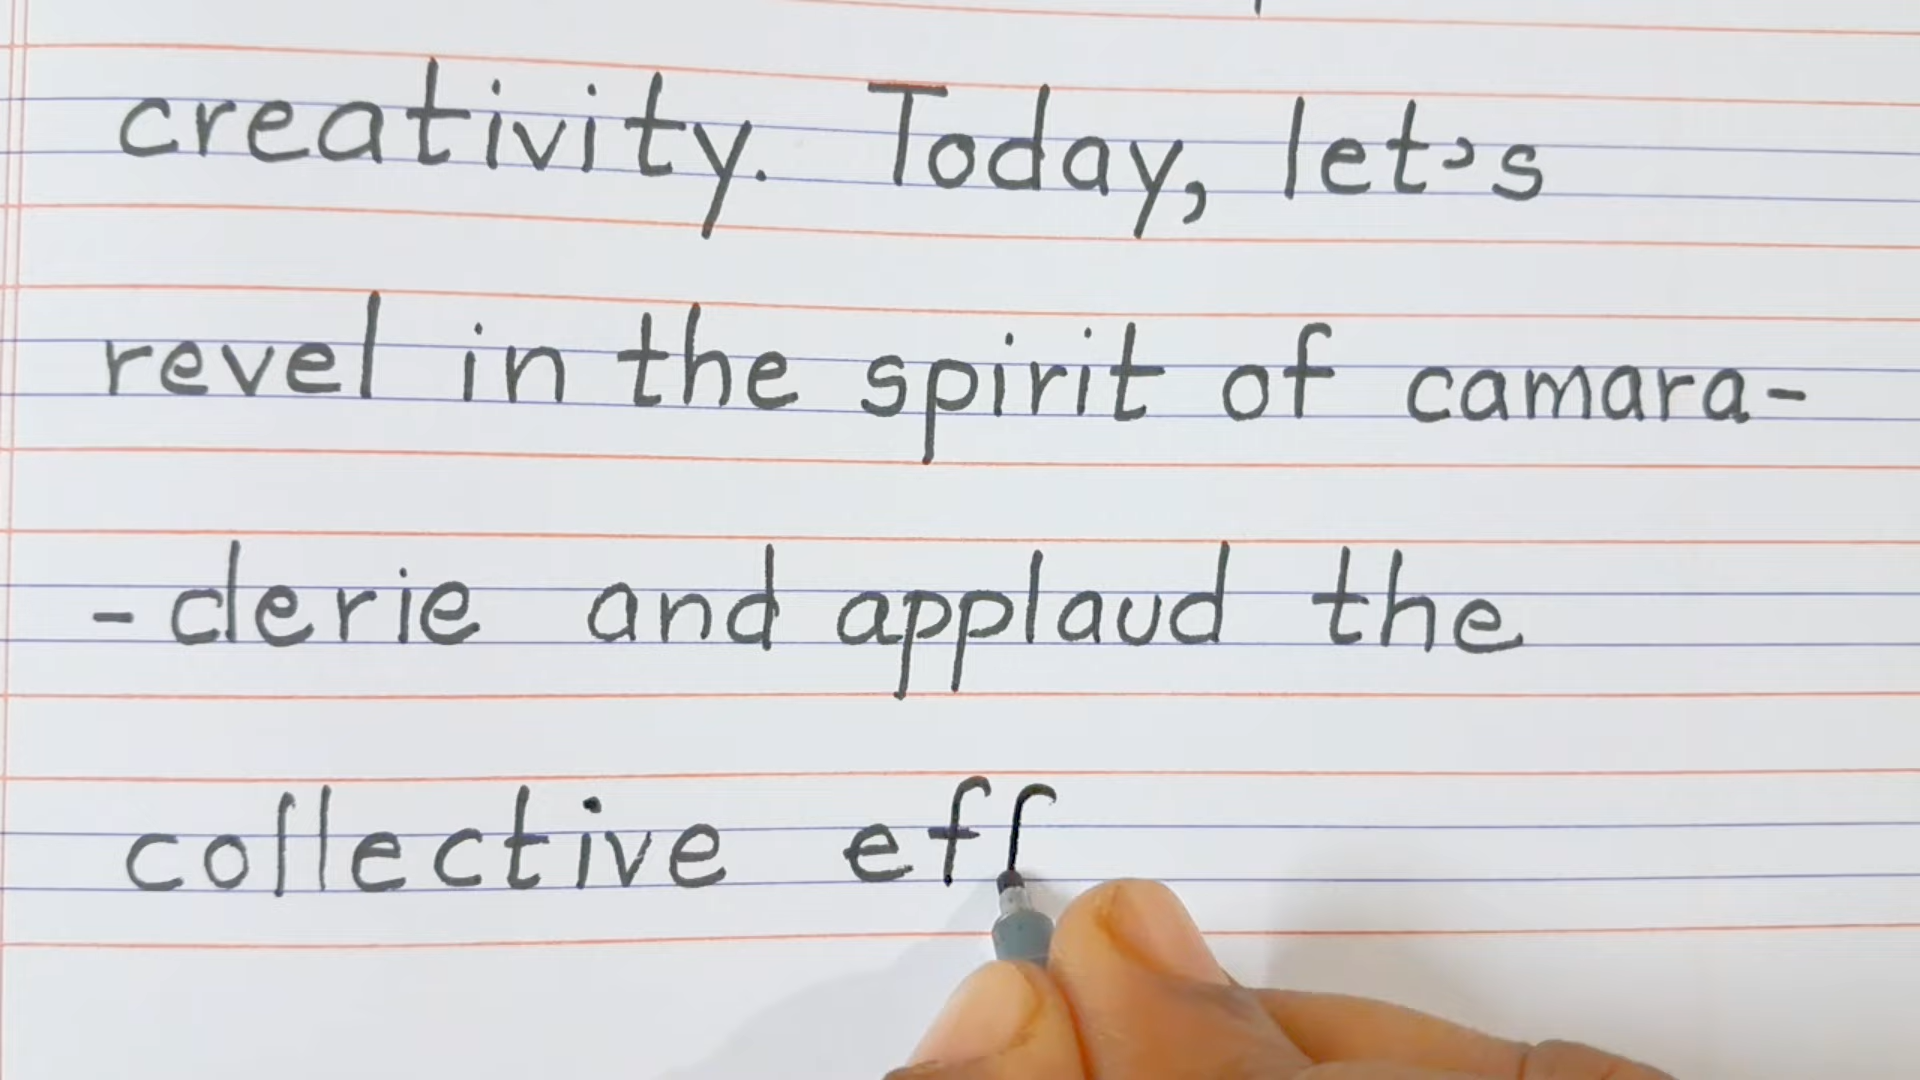 creativity. Today, let's
revel in the spirit of camara-
-derie and applaud the
collective eff